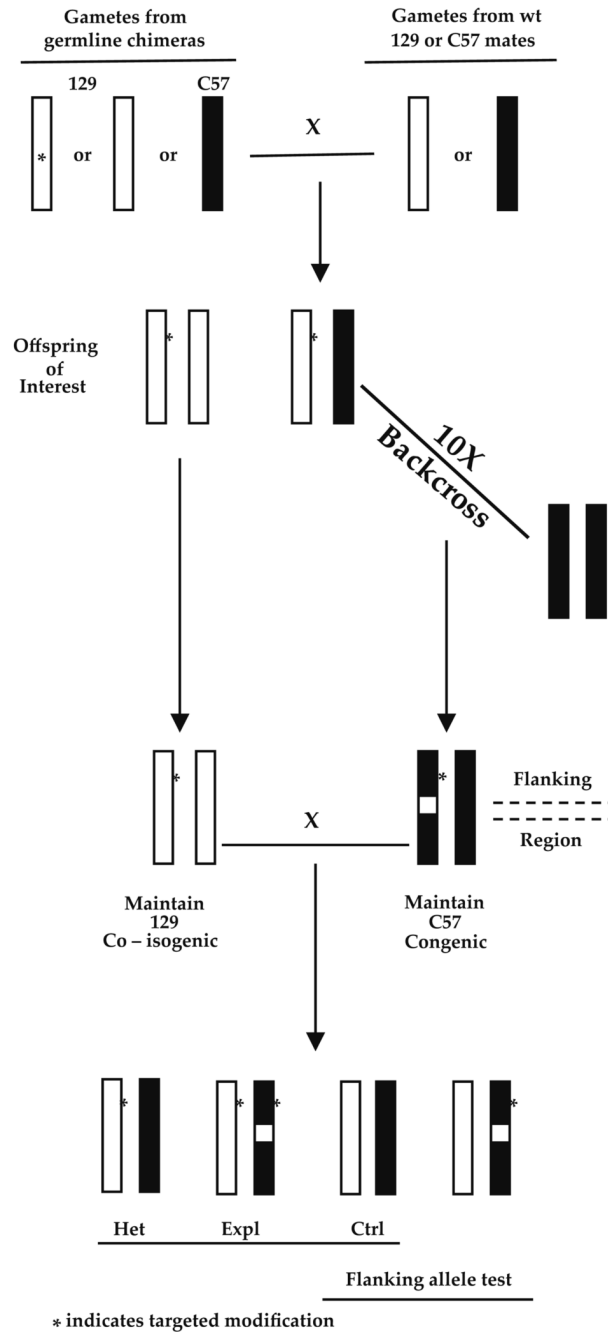 Gametes from
germline chimeras
Gametes from wt
129 or C57 mates
129
C57
*
or
or
X
or
Offspring
of
Interest
*
*
10X
Backcross
*
*
Flanking
Region
X
Maintain
129
Co – isogenic
Maintain
C57
Congenic
*
*
*
*
Het
Expl
Ctrl
Flanking allele test
* indicates targeted modification